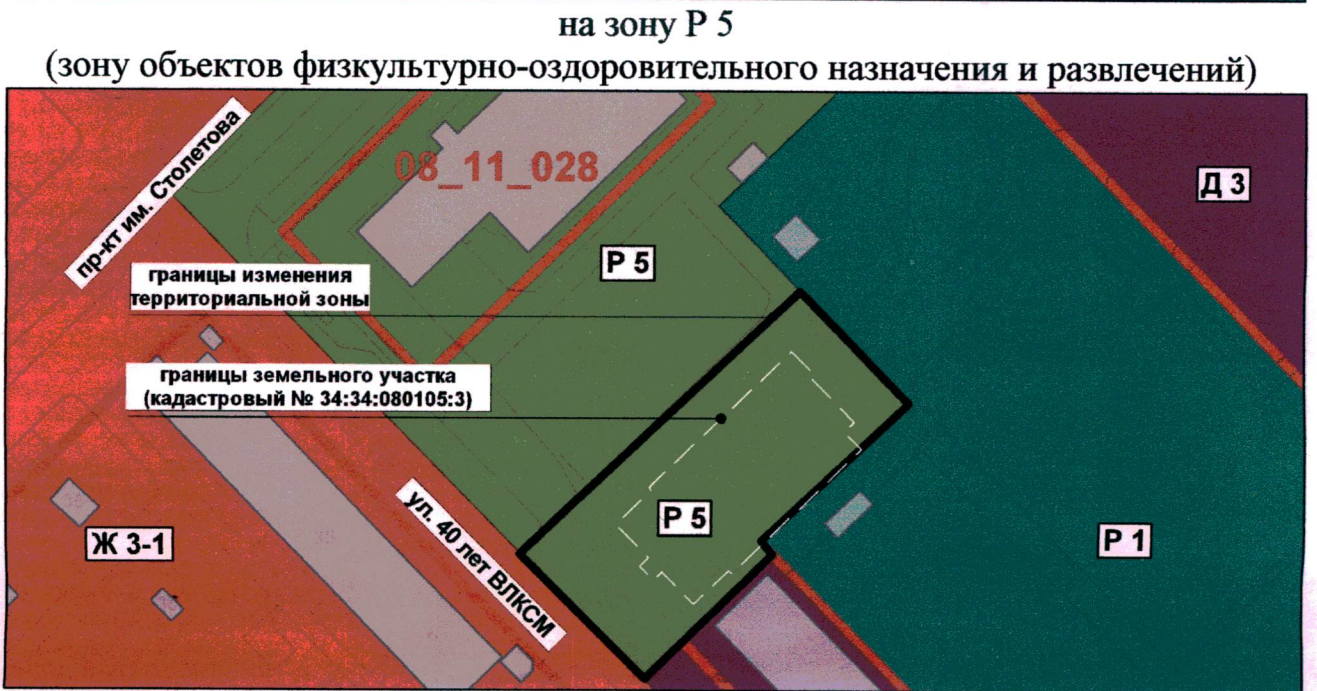 на зону Р 5
(зону объектов физкультурно-оздоровительного назначения и развлечений)
пр-кт им. Столетова
08_11_028
Д 3
Р 5
границы изменения
территориальной зоны
границы земельного участка
(кадастровый № 34:34:080105:3)
ул. 40 лет ВЛКСМ
Р 5
Ж 3-1
Р 1